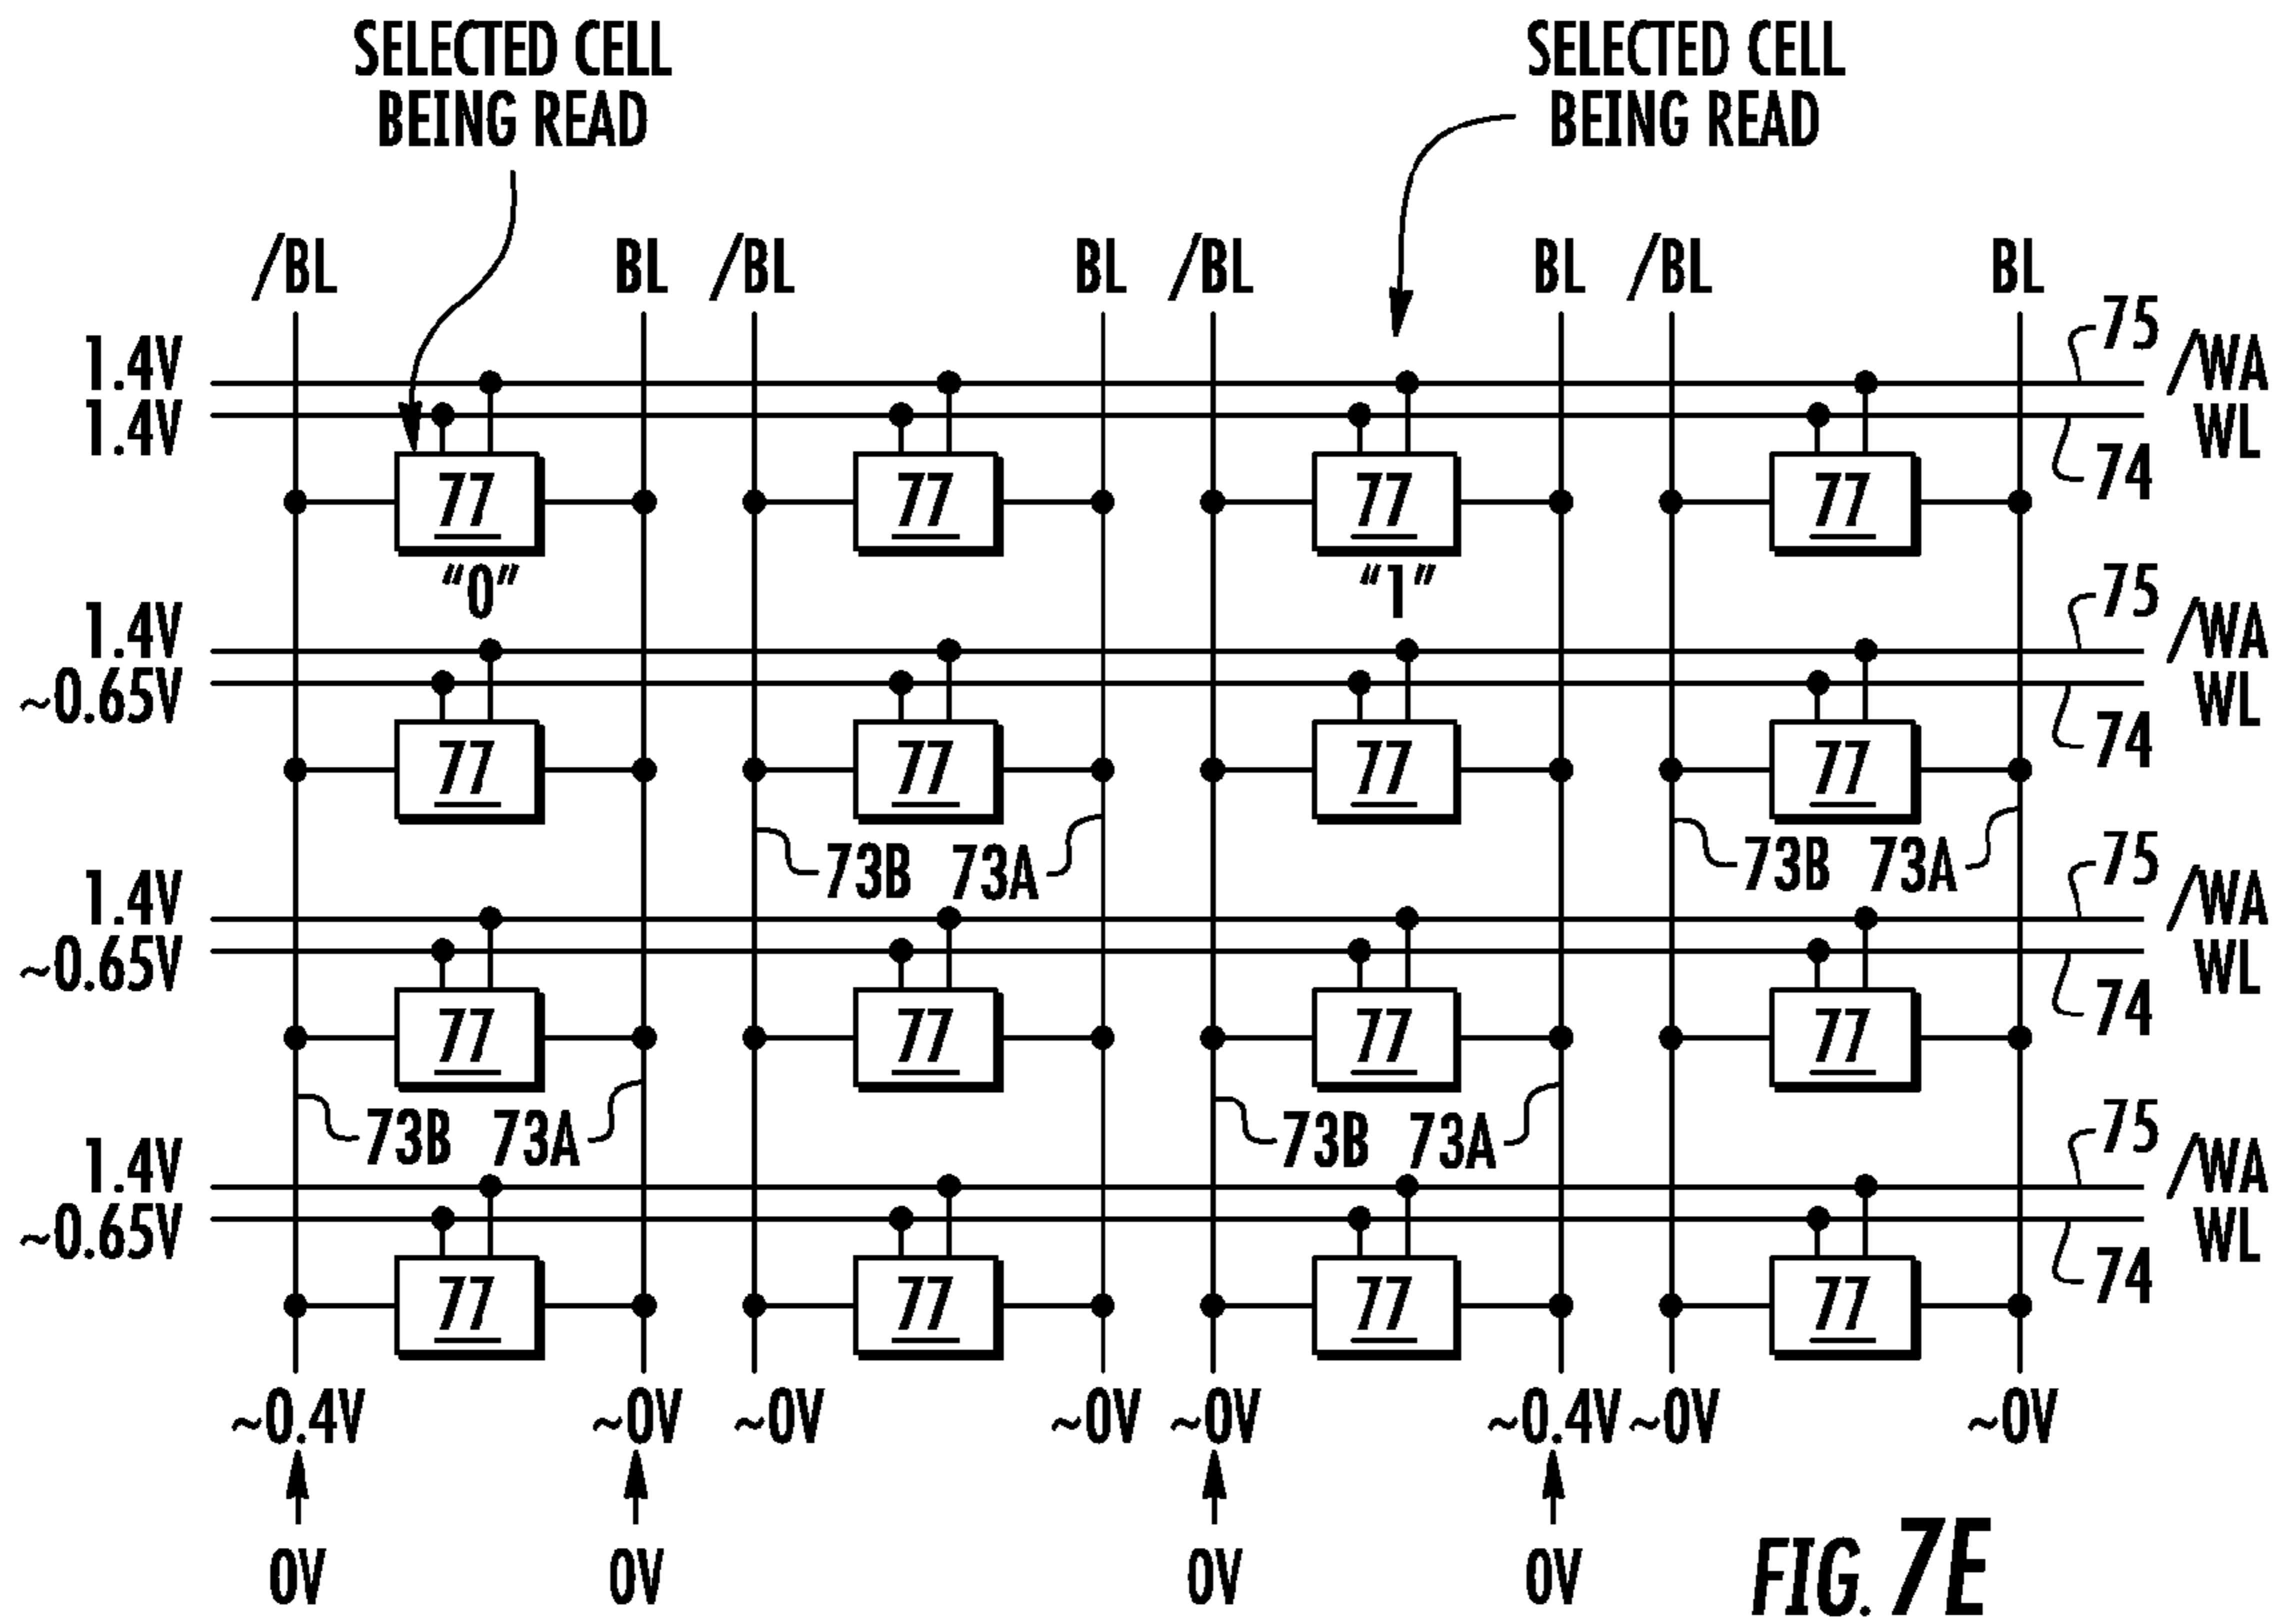 SELECTED CELL SELECTED CELL
BEING READ BEING READ
/BL BL /BL BL /BL BL /BL BL
75
1.4V /WA
1.4V WL
74
77 77 77 77
"0" "1"
75
1.4V /WA
~0.65V WL
74
77 77 77 77
73B 73A 73B 73A
75
1.4V /WA
~0.65V WL
74
77 77 77 77
73B 73A 73B 73A
75
1.4V /WA
~0.65V WL
74
77 77 77 77
~0.4V ~0V ~0V ~0V ~0V ~0.4V ~0V ~0V
0V 0V 0V 0V
FIG. 7E